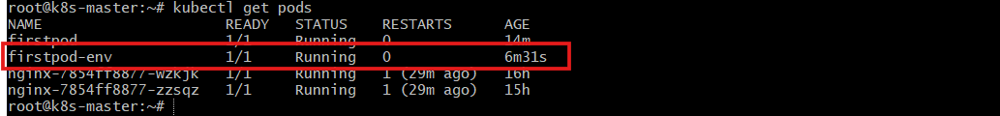 root@k8s-master:~# kubectl get pods
NAME READY STATUS RESTARTS AGE
firstpod 1/1 Running 0 14m
firstpod-env 1/1 Running 0 6m31s
nginx-7854ff8877-wzkjk 1/1 Running 1 (29m ago) 16h
nginx-7854ff8877-zzsqz 1/1 Running 1 (29m ago) 15h
root@k8s-master:~#